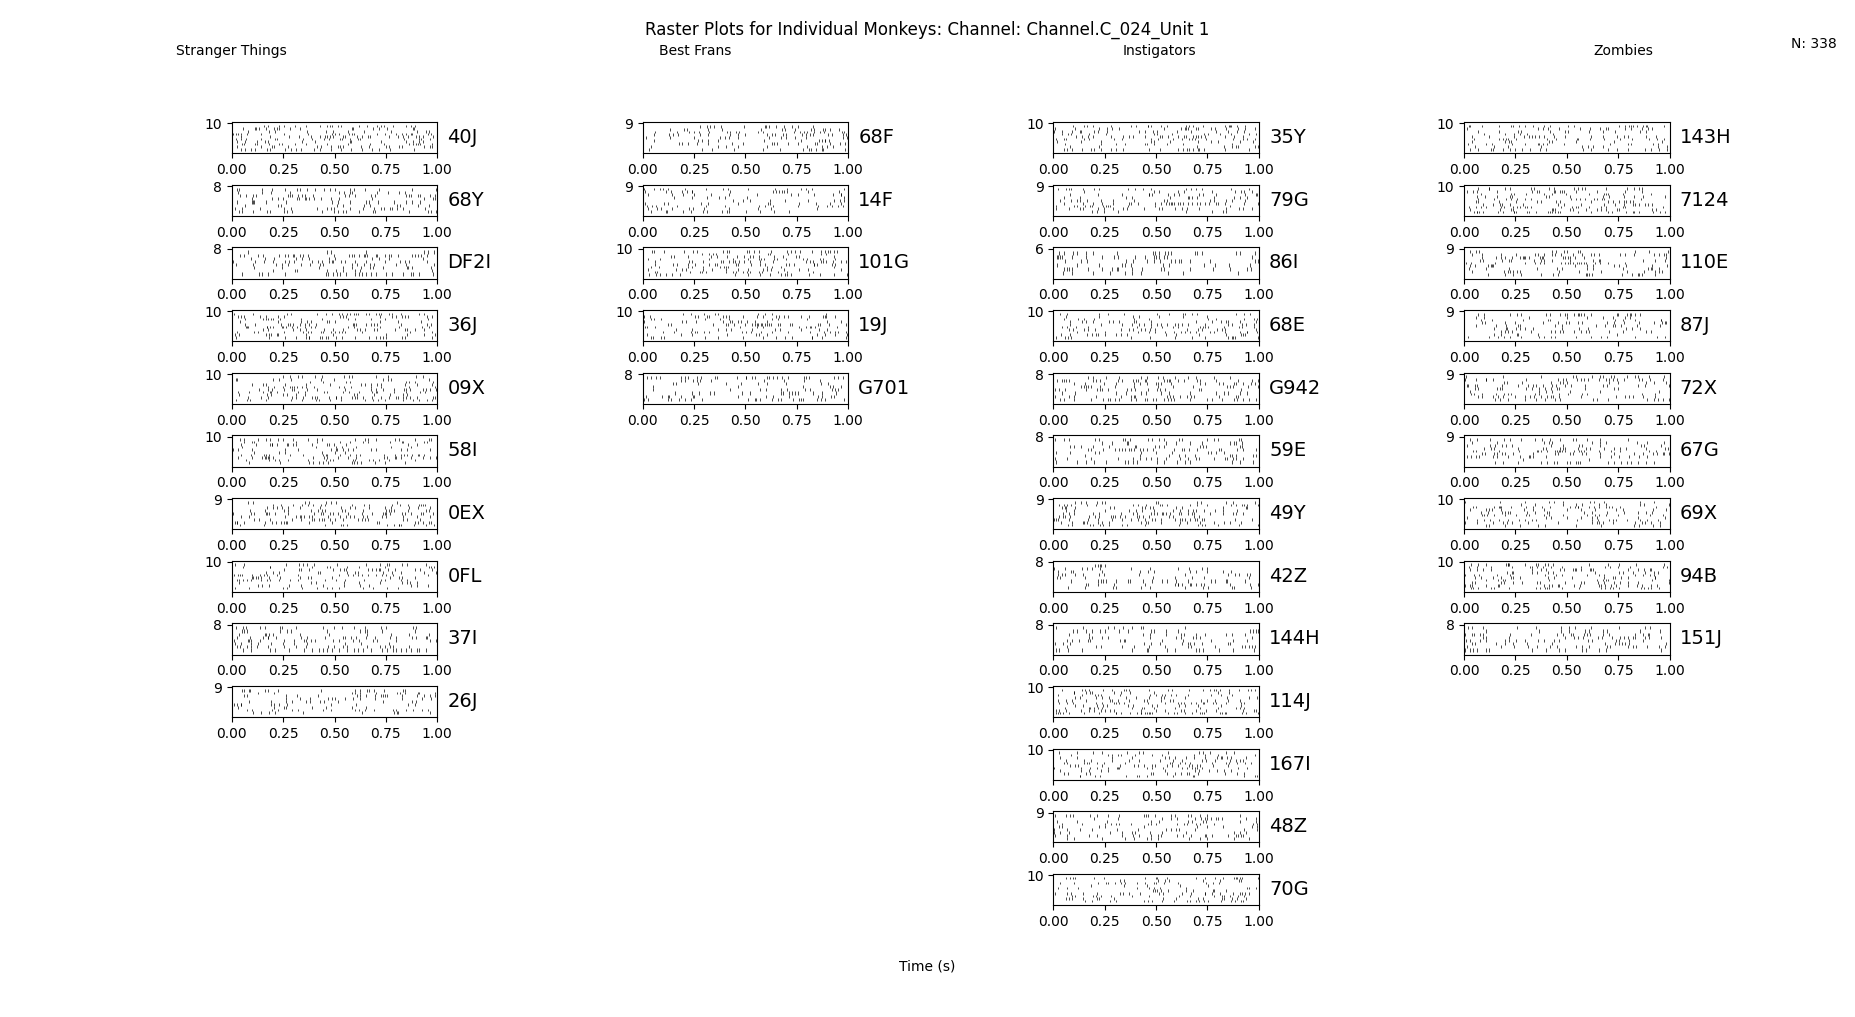 Raster Plots for Individual Monkeys: Channel: Channel.C_024_Unit 1
Stranger Things Best Frans Instigators Zombies N: 338
10 40J 9 68F 10 35Y 10 143H
0.00 0.25 0.50 0.75 1.00 0.00 0.25 0.50 0.75 1.00 0.00 0.25 0.50 0.75 1.00 0.00 0.25 0.50 0.75 1.00
8 68Y 9 14F 9 79G 10 7124
0.00 0.25 0.50 0.75 1.00 0.00 0.25 0.50 0.75 1.00 0.00 0.25 0.50 0.75 1.00 0.00 0.25 0.50 0.75 1.00
8 DF2I 10 101G 6 86I 9 110E
0.00 0.25 0.50 0.75 1.00 0.00 0.25 0.50 0.75 1.00 0.00 0.25 0.50 0.75 1.00 0.00 0.25 0.50 0.75 1.00
10 36J 10 19J 10 68E 9 87J
0.00 0.25 0.50 0.75 1.00 0.00 0.25 0.50 0.75 1.00 0.00 0.25 0.50 0.75 1.00 0.00 0.25 0.50 0.75 1.00
10 09X 8 G701 8 G942 9 72X
0.00 0.25 0.50 0.75 1.00 0.00 0.25 0.50 0.75 1.00 0.00 0.25 0.50 0.75 1.00 0.00 0.25 0.50 0.75 1.00
10 58I 8 59E 9 67G
0.00 0.25 0.50 0.75 1.00 0.00 0.25 0.50 0.75 1.00 0.00 0.25 0.50 0.75 1.00
9 0EX 9 49Y 10 69X
0.00 0.25 0.50 0.75 1.00 0.00 0.25 0.50 0.75 1.00 0.00 0.25 0.50 0.75 1.00
10 0FL 8 42Z 10 94B
0.00 0.25 0.50 0.75 1.00 0.00 0.25 0.50 0.75 1.00 0.00 0.25 0.50 0.75 1.00
8 37I 8 144H 8 151J
0.00 0.25 0.50 0.75 1.00 0.00 0.25 0.50 0.75 1.00 0.00 0.25 0.50 0.75 1.00
9 26J 10 114J
0.00 0.25 0.50 0.75 1.00 0.00 0.25 0.50 0.75 1.00
10 167I
0.00 0.25 0.50 0.75 1.00
9 48Z
0.00 0.25 0.50 0.75 1.00
10 70G
0.00 0.25 0.50 0.75 1.00
Time (s)